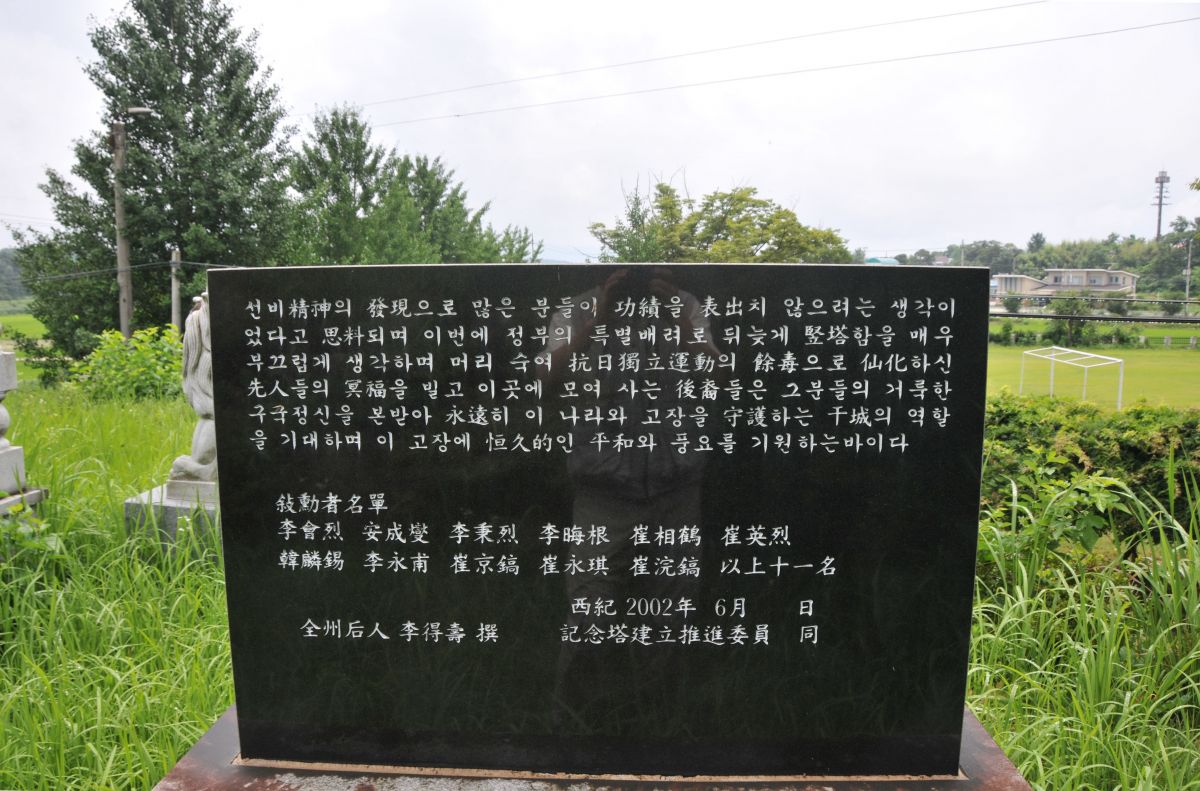 선비精神의 發現으로 많은 분들이 功績을 表出치 않으려는 생각이
었다고 思料되며 이번에 정부의 특별배려로 뒤늦게 竪塔함을 매우
부끄럽게 생각하며 머리 숙여 抗日獨立運動의 餘毒으로 仙化하신
先人들의 冥福을 빌고 이곳에 모여 사는 後裔들은 그분들의 거룩한
구국정신을 본받아 永遠히 이 나라와 고장을 守護하는 干城의 역할
을 기대하며 이 고장에 恒久的인 平和와 풍요를 기원하는바이다
敍勳者名單
李會烈 安成燮 李秉烈 李晦根 崔相鶴 崔英烈
韓麟錫 李永甫 崔京鎬 崔永琪 崔浣鎬 以上十一名
西紀 2002年 6月 日
全州后人 李得壽 撰 記念塔建立推進委員 同